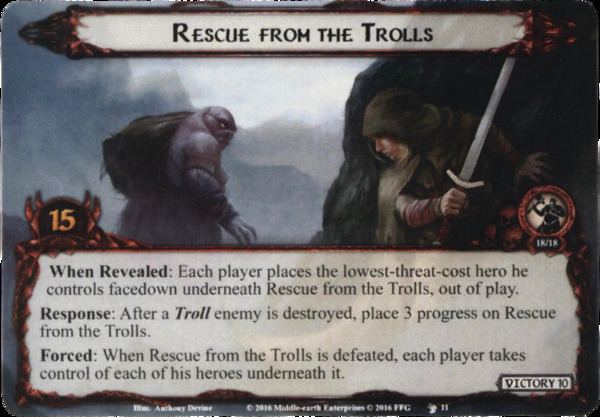 Rescue from the Trolls
15
18/18
When Revealed: Each player places the lowest-threat-cost hero he
controls facedown underneath Rescue from the Trolls, out of play.
Response: After a Troll enemy is destroyed, place 3 progress on Rescue
from the Trolls.
Forced: When Rescue from the Trolls is defeated, each player takes
control of each of his heroes underneath it.
VICTORY 10
Illus. Anthony Devine © 2016 Middle-earth Enterprises © 2016 FFG 11